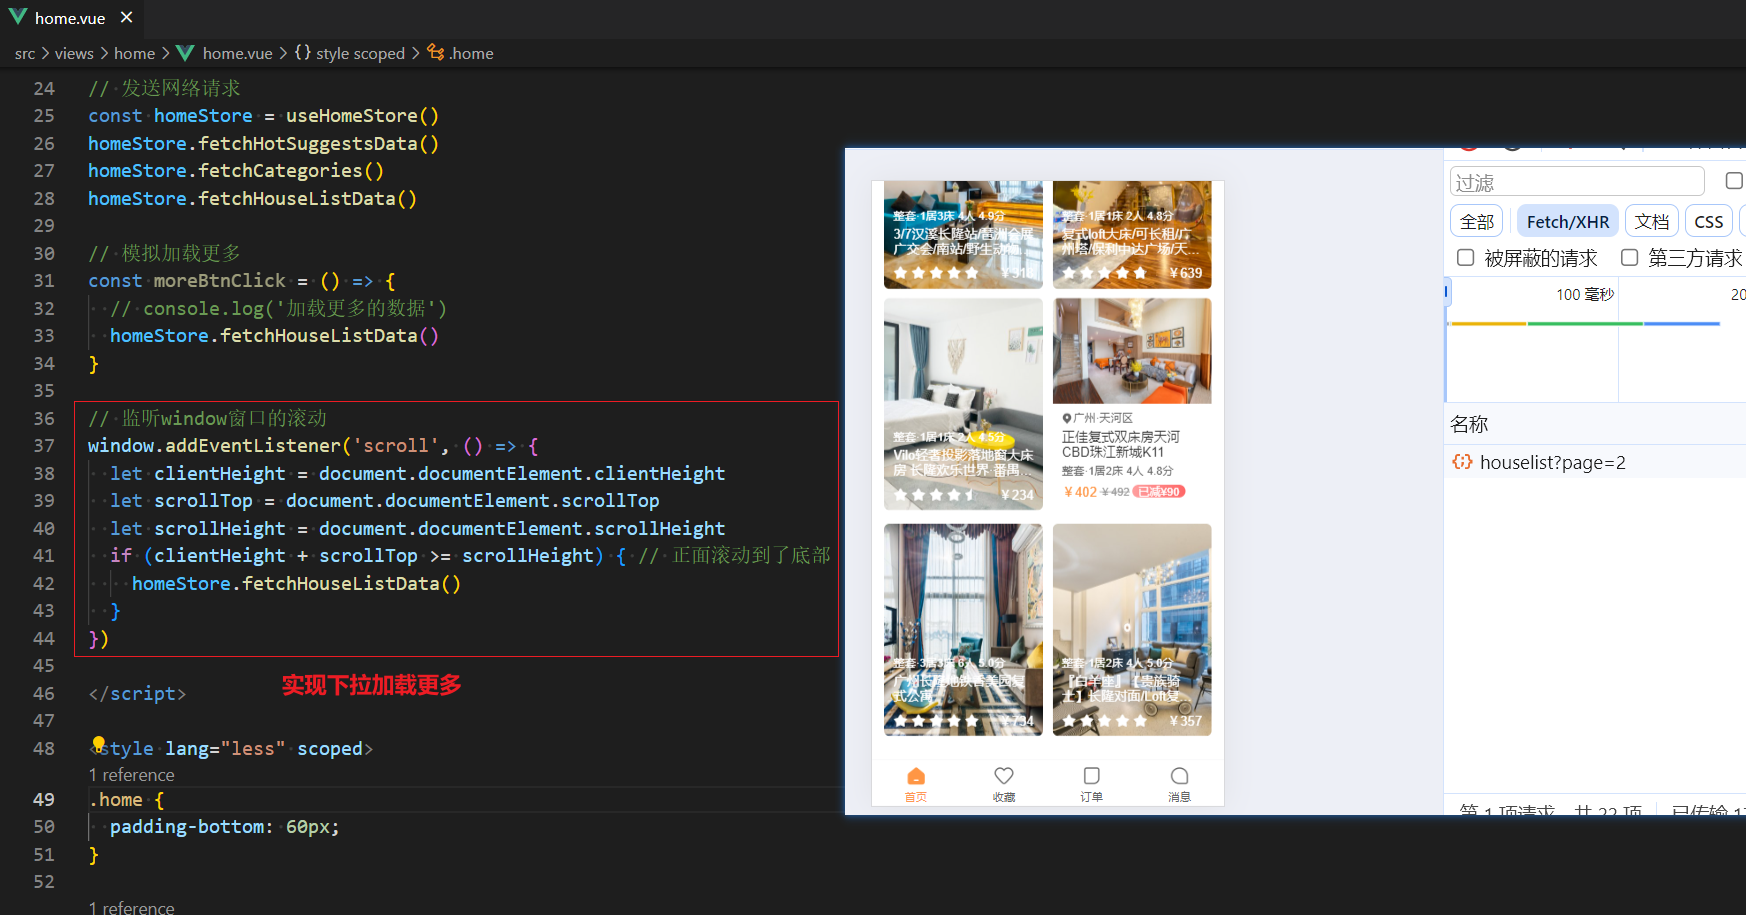 home.vue
src > views > home > home.vue > {} style scoped > .home
24 // 发送网络请求
25 const homeStore = useHomeStore()
26 homeStore.fetchHotSuggestsData()
27 homeStore.fetchCategories()
28 homeStore.fetchHouseListData()
29
30 // 模拟加载更多
31 const moreBtnClick = () => {
32 // console.log('加载更多的数据')
33 homeStore.fetchHouseListData()
34 }
35
36 // 监听window窗口的滚动
37 window.addEventListener('scroll', () => {
38 let clientHeight = document.documentElement.clientHeight
39 let scrollTop = document.documentElement.scrollTop
40 let scrollHeight = document.documentElement.scrollHeight
41 if (clientHeight + scrollTop >= scrollHeight) { // 正面滚动到了底部
42 homeStore.fetchHouseListData()
43 }
44 })
45
46 </script>
实现下拉加载更多
47
48 <style lang="less" scoped>
1 reference
49 .home {
50 padding-bottom: 60px;
51 }
52
1 reference
整套·1居3床 4人 4.9分
3/7汉溪长隆站/琶洲会展
广交会/南站/野生动
￥918
整套·1居1床 2人 4.8分
复式loft大床/可长租/广
州塔/保利中达广场/天...
￥639
整套·1居1床 2人 4.5分
Vilo轻奢投影落地窗大床
房 长隆欢乐世界 番禺...
￥234
广州·天河区
正佳复式双床房天河
CBD珠江新城K11
整套·1居2床 4人 4.8分
￥402 ￥492 已减¥90
整套·3居3床 6人 5.0分
广州长隆地铁香美园复
式公寓
￥734
整套·1居2床 4人 5.0分
『白羊座』【贵族骑
士】长隆对面/Loft复...
￥357
首页
收藏
订单
消息
过滤
全部 Fetch/XHR 文档 CSS
被屏蔽的请求 第三方请求
100 毫秒 20
名称
houselist?page=2
第 1 项请求，共 22 项 已传输 1